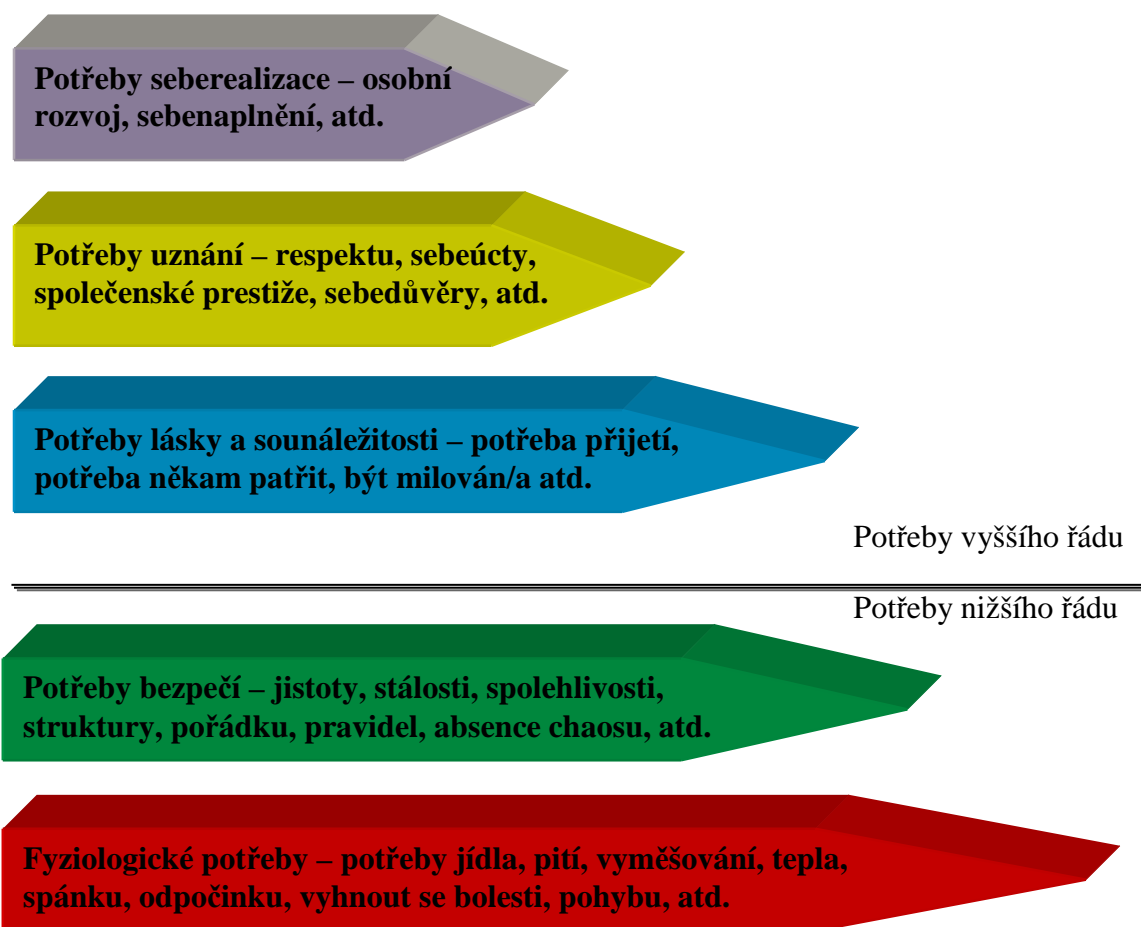 Potřeby seberealizace – osobní
rozvoj, sebenaplnění, atd.
Potřeby uznání – respektu, sebeúcty,
společenské prestiže, sebedůvěry, atd.
Potřeby lásky a sounáležitosti – potřeba přijetí,
potřeba někam patřit, být milován/a atd.
Potřeby vyššího řádu
Potřeby nižšího řádu
Potřeby bezpečí – jistoty, stálosti, spolehlivosti,
struktury, pořádku, pravidel, absence chaosu, atd.
Fyziologické potřeby – potřeby jídla, pití, vyměšování, tepla,
spánku, odpočinku, vyhnout se bolesti, pohybu, atd.